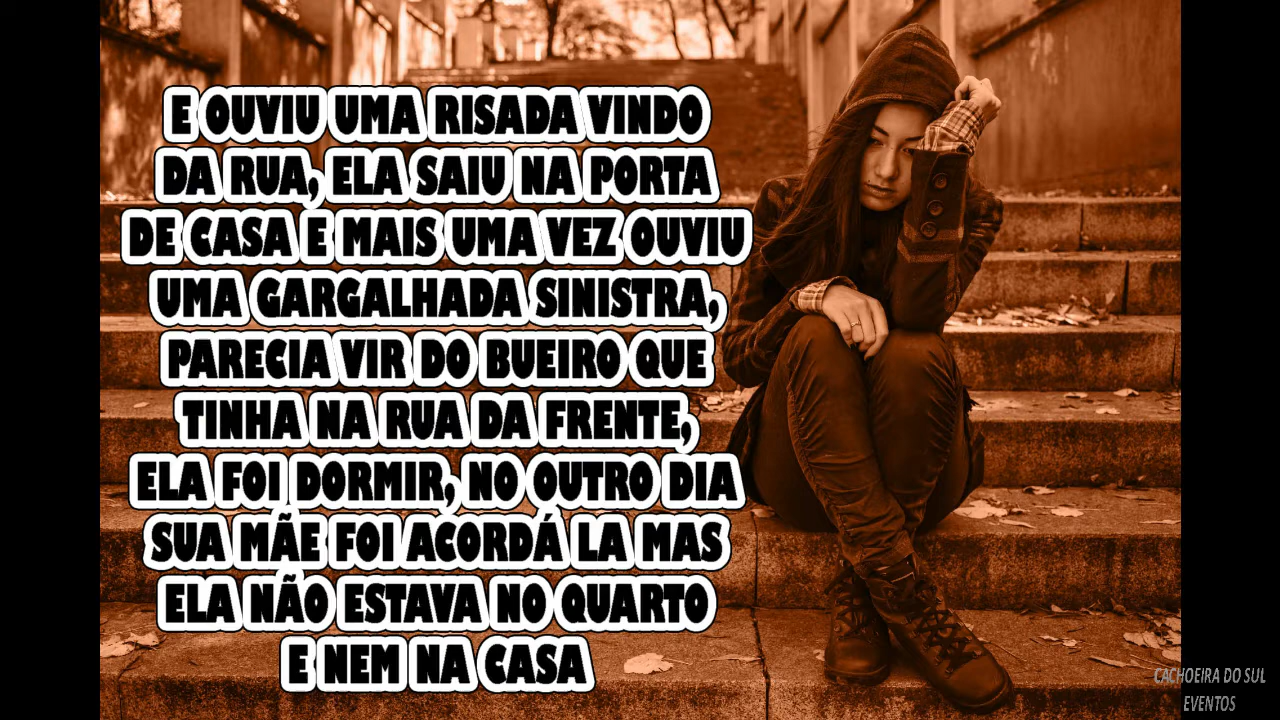 E OUVIU UMA RISADA VINDO
DA RUA, ELA SAIU NA PORTA
DE CASA E MAIS UMA VEZ OUVIU
UMA GARGALHADA SINISTRA,
PARECIA VIR DO BUEIRO QUE
TINHA NA RUA DA FRENTE,
ELA FOI DORMIR, NO OUTRO DIA
SUA MÃE FOI ACORDÁ LA MAS
ELA NÃO ESTAVA NO QUARTO
E NEM NA CASA
CACHOEIRA DO SUL
EVENTOS